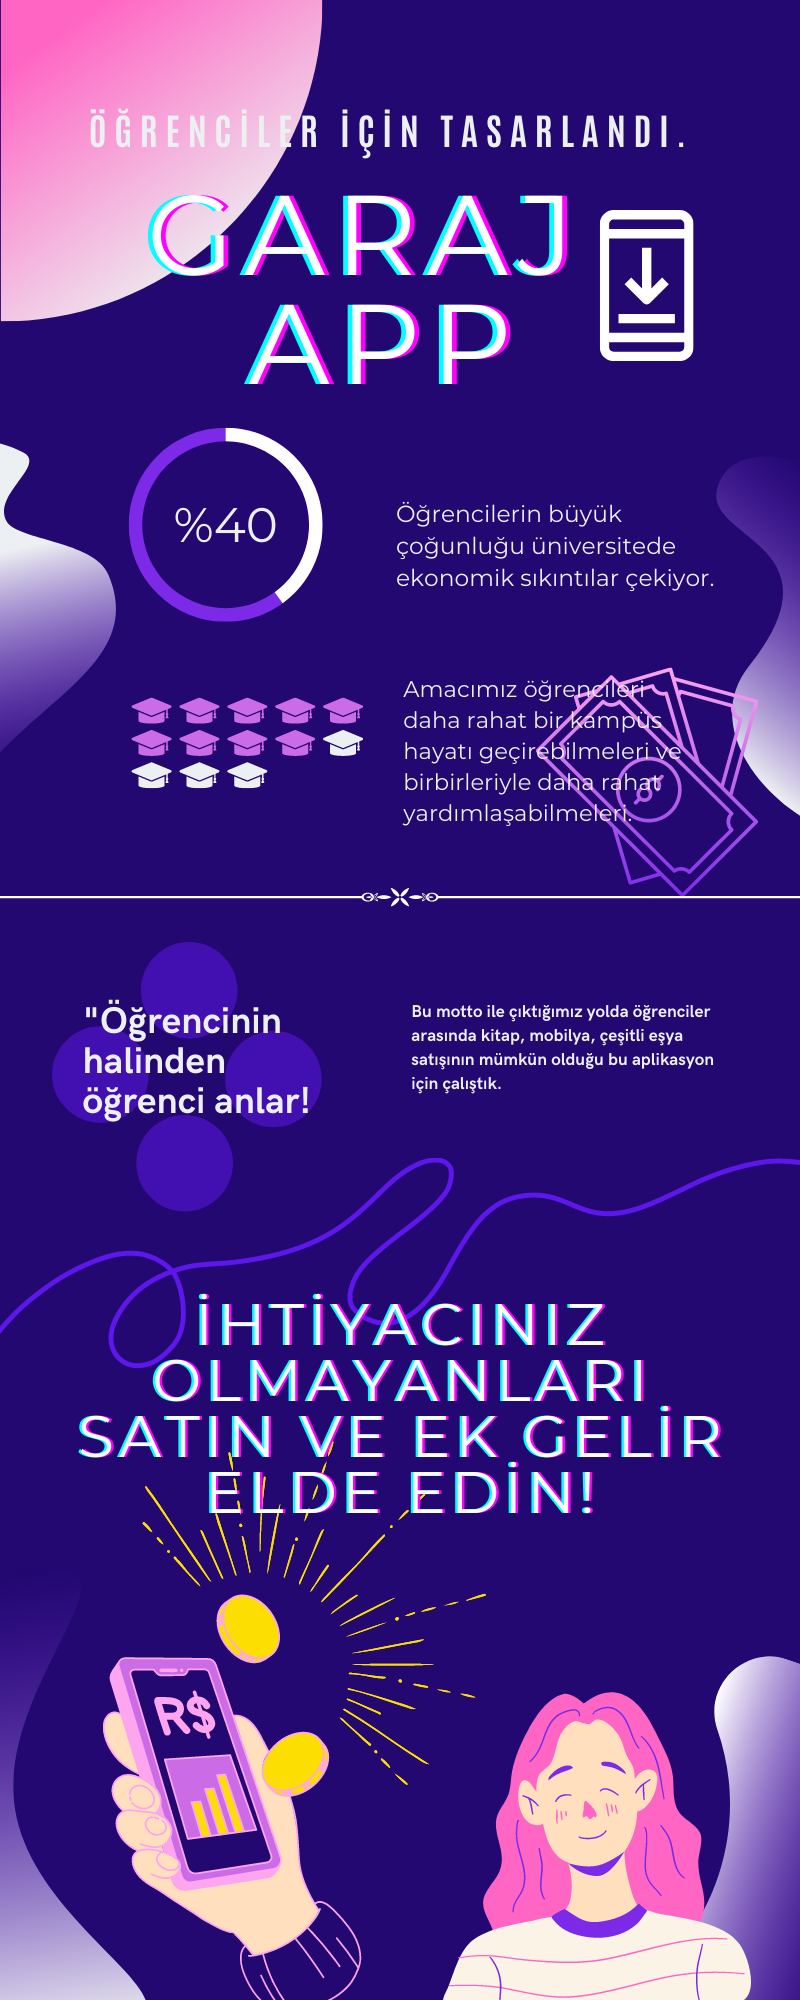 ÖĞRENCİLER İÇİN TASARLANDI.
GARAJ
APP
%40
Öğrencilerin büyük
çoğunluğu üniversitede
ekonomik sıkıntılar çekiyor.
Amacımız öğrencileri
daha rahat bir kampüs
hayatı geçirebilmeleri ve
birbirleriyle daha rahat
yardımlaşabilmeleri.
"Öğrencinin
halinden
öğrenci anlar!
Bu motto ile çıktığımız yolda öğrenciler
arasında kitap, mobilya, çeşitli eşya
satışının mümkün olduğu bu aplikasyon
için çalıştık.
İHTİYACINIZ
OLMAYANLARI
SATIN VE EK GELİR
ELDE EDİN!
R$